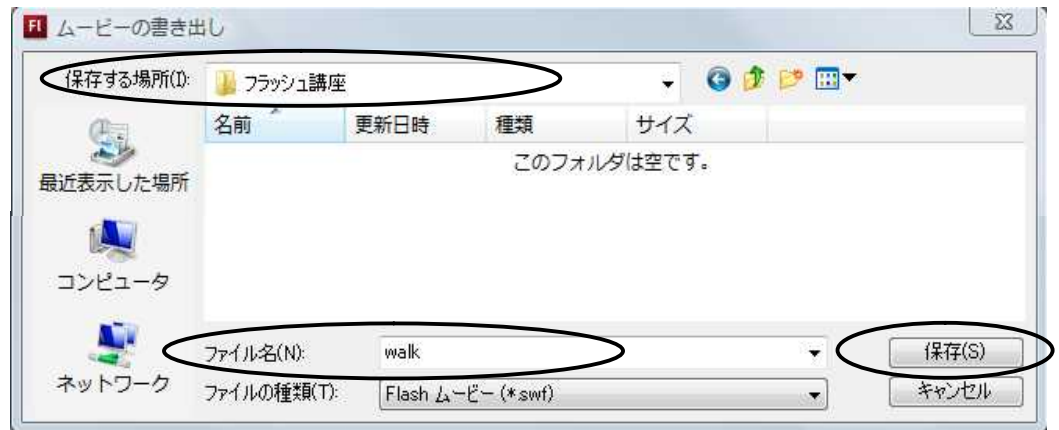 FL ムービーの書き出し
保存する場所(I): フラッシュ講座
名前 更新日時 種類 サイズ
このフォルダは空です。
最近表示した場所
コンピュータ
ネットワーク
ファイル名(N): walk 保存(S)
ファイルの種類(T): Flash ムービー (*.swf) キャンセル